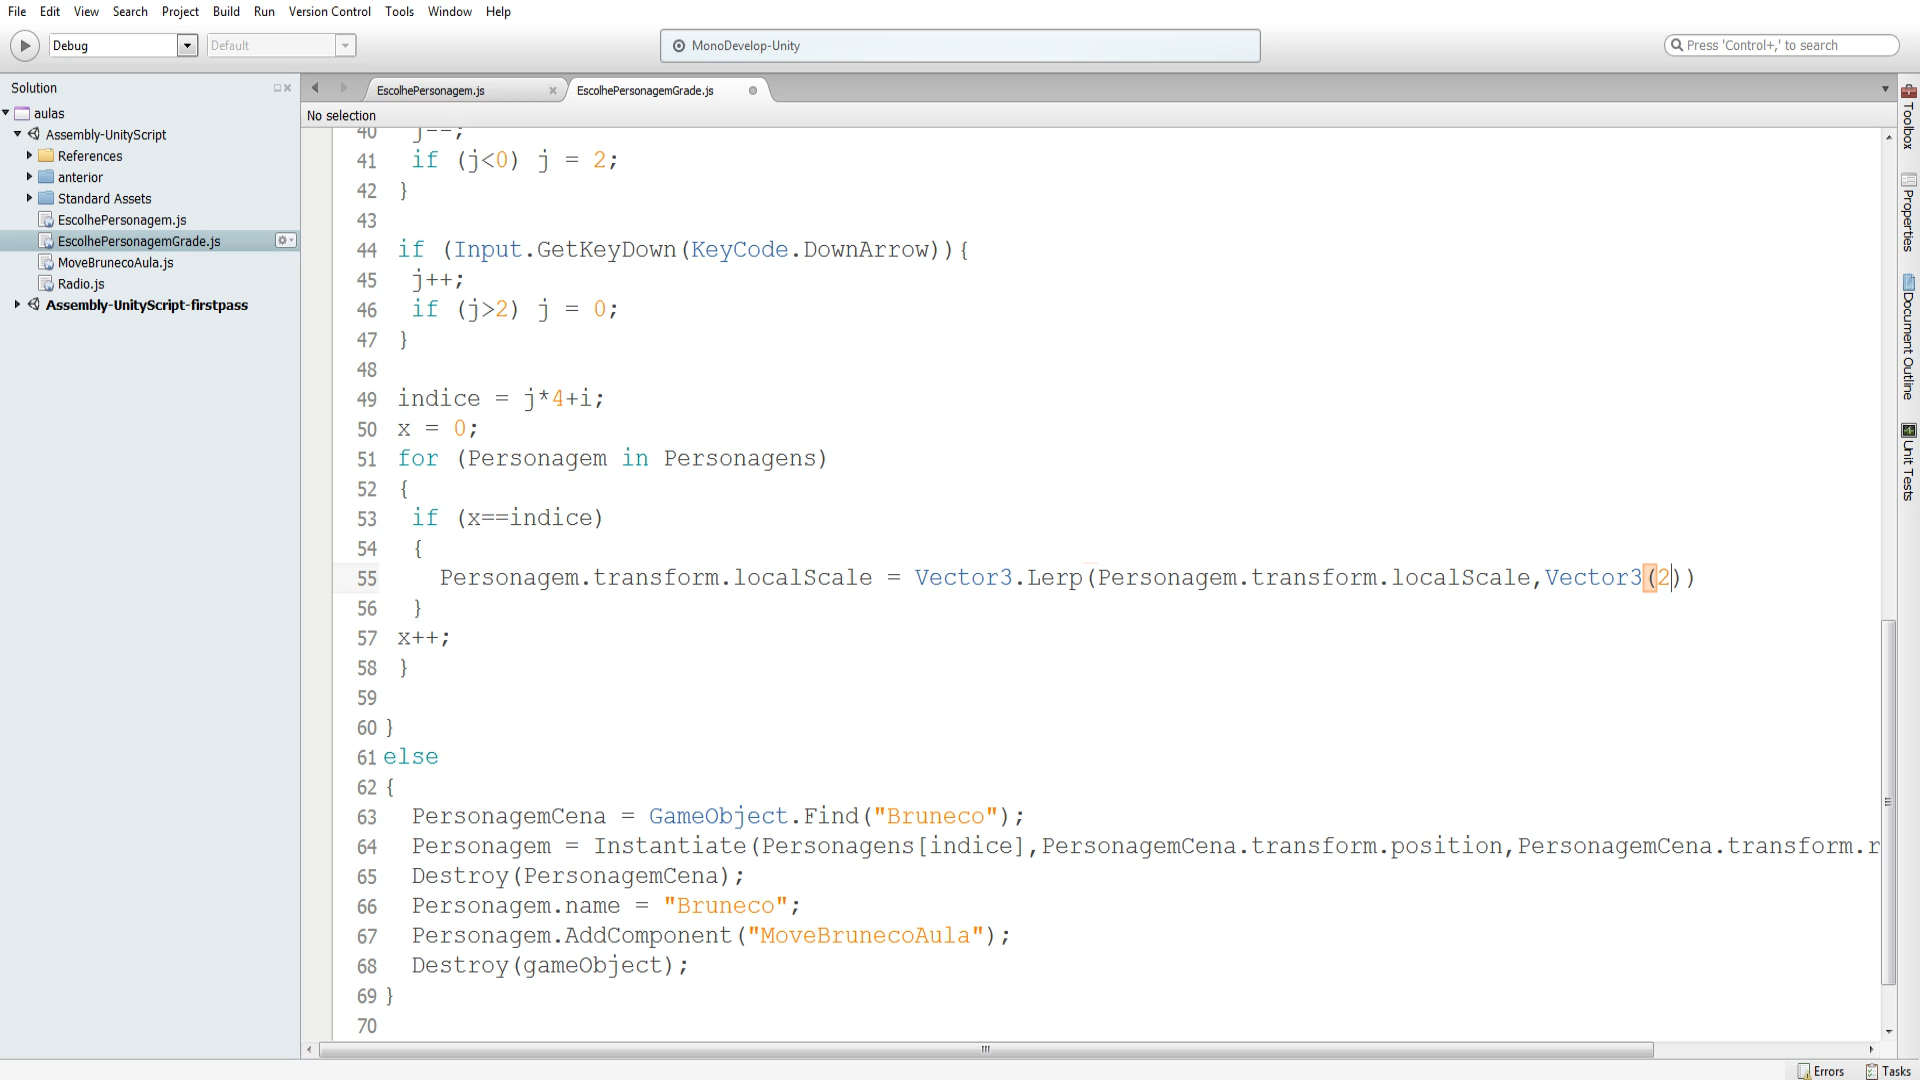 File Edit View Search Project Build Run Version Control Tools Window Help
Debug Default MonoDevelop-Unity Press 'Control+,' to search
Solution
aulas
Assembly-UnityScript
References
anterior
Standard Assets
EscolhePersonagem.js
EscolhePersonagemGrade.js
MoveBrunecoAula.js
Radio.js
Assembly-UnityScript-firstpass
EscolhePersonagem.js EscolhePersonagemGrade.js
No selection
40 j--;
41 if (j<0) j = 2;
42 }
43
44 if (Input.GetKeyDown(KeyCode.DownArrow)){
45 j++;
46 if (j>2) j = 0;
47 }
48
49 indice = j*4+i;
50 x = 0;
51 for (Personagem in Personagens)
52 {
53 if (x==indice)
54 {
55 Personagem.transform.localScale = Vector3.Lerp(Personagem.transform.localScale,Vector3(2))
56 }
57 x++;
58 }
59
60 }
61 else
62 {
63 PersonagemCena = GameObject.Find("Bruneco");
64 Personagem = Instantiate(Personagens[indice],PersonagemCena.transform.position,PersonagemCena.transform.r
65 Destroy(PersonagemCena);
66 Personagem.name = "Bruneco";
67 Personagem.AddComponent("MoveBrunecoAula");
68 Destroy(gameObject);
69 }
70
Toolbox
Properties
Document Outline
Unit Tests
Errors Tasks